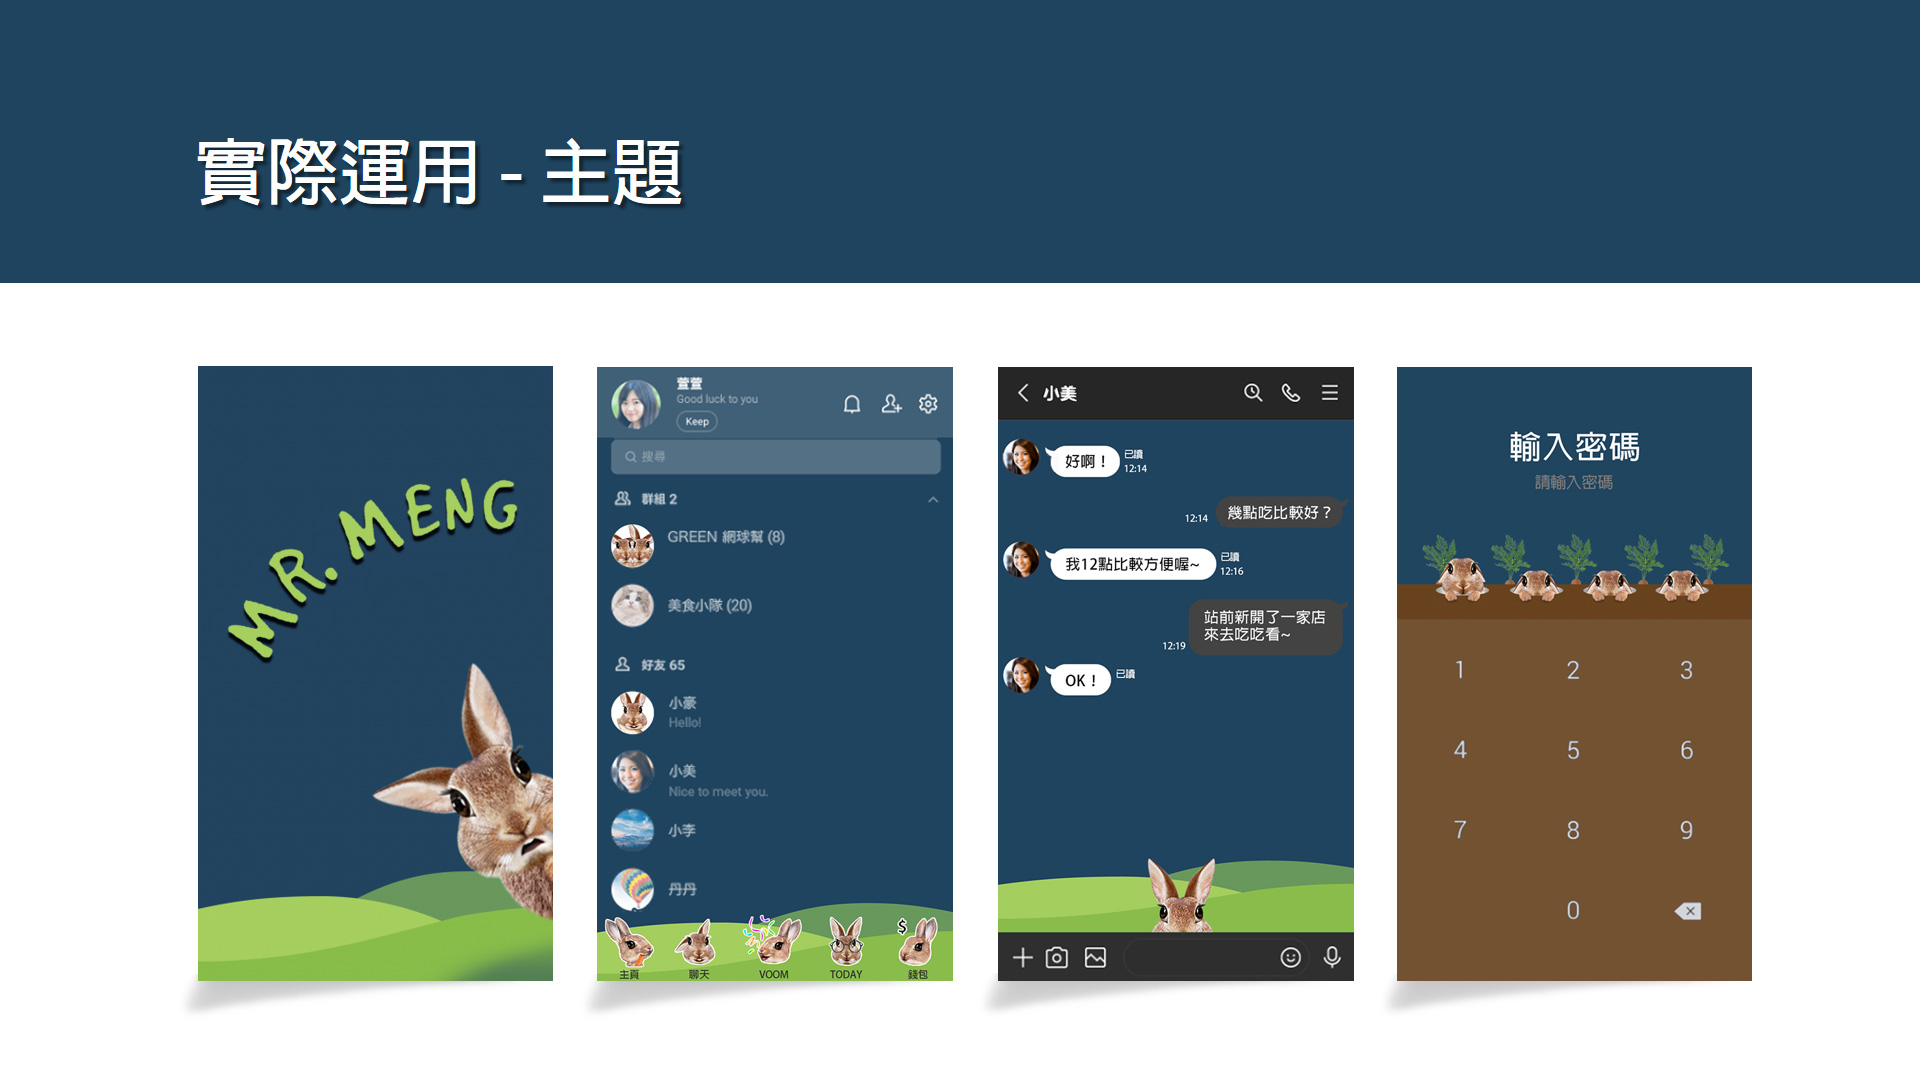 實際運用 - 主題
MR. MENG
萱萱
Good luck to you
Keep
搜尋
群組 2
GREEN 網球幫 (8)
美食小隊 (20)
好友 65
小豪
Hello!
小美
Nice to meet you.
小李
丹丹
$
主頁 聊天 VOOM TODAY 錢包
小美
好啊！ 已讀
12:14
12:14 幾點吃比較好？
我12點比較方便喔~ 已讀
12:16
站前新開了一家店
來去吃吃看~
12:19
OK！ 已讀
輸入密碼
請輸入密碼
1 2 3
4 5 6
7 8 9
0